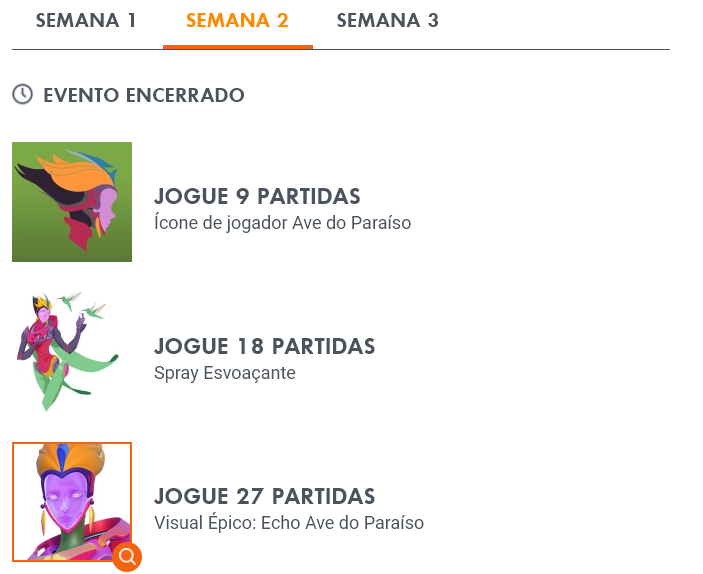 SEMANA 1 SEMANA 2 SEMANA 3
EVENTO ENCERRADO
JOGUE 9 PARTIDAS
Ícone de jogador Ave do Paraíso
JOGUE 18 PARTIDAS
Spray Esvoaçante
JOGUE 27 PARTIDAS
Visual Épico: Echo Ave do Paraíso